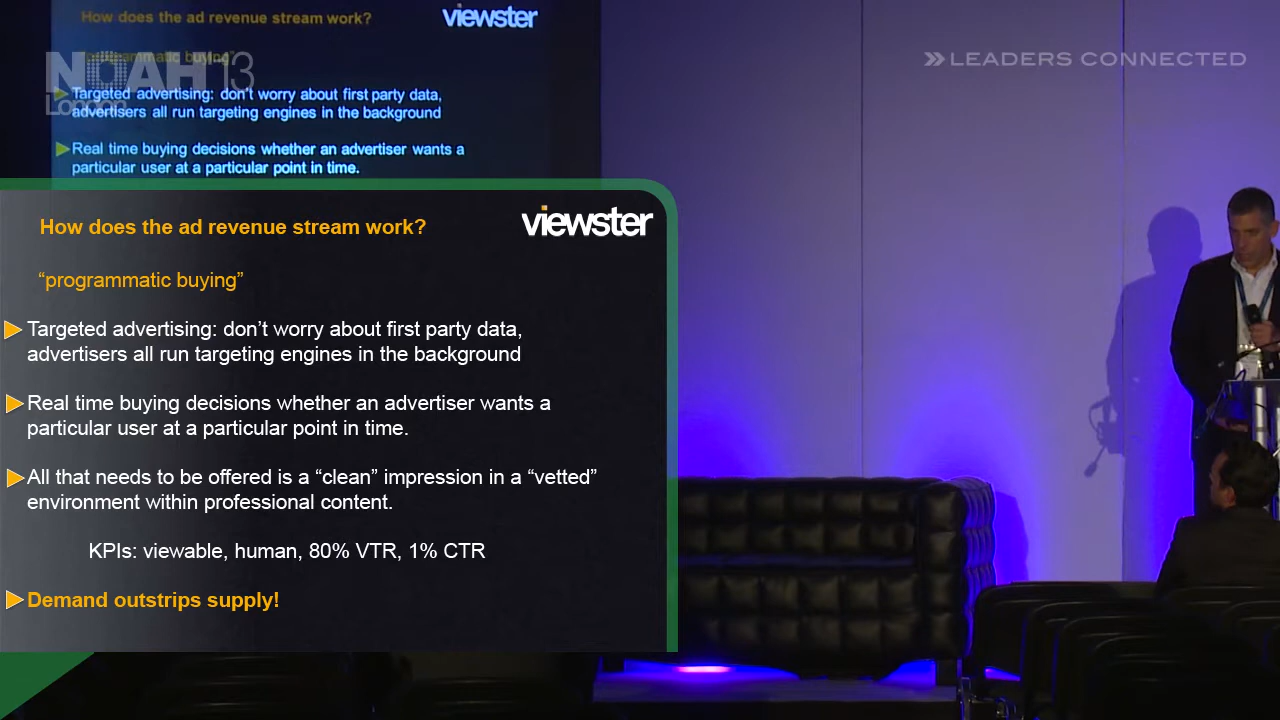 How does the ad revenue stream work?
viewster
"programmatic buying"
NOAH13
London
LEADERS CONNECTED
Targeted advertising: don't worry about first party data,
advertisers all run targeting engines in the background
Real time buying decisions whether an advertiser wants a
particular user at a particular point in time.
How does the ad revenue stream work?
viewster
“programmatic buying”
Targeted advertising: don’t worry about first party data,
advertisers all run targeting engines in the background
Real time buying decisions whether an advertiser wants a
particular user at a particular point in time.
All that needs to be offered is a “clean” impression in a “vetted”
environment within professional content.
KPIs: viewable, human, 80% VTR, 1% CTR
Demand outstrips supply!